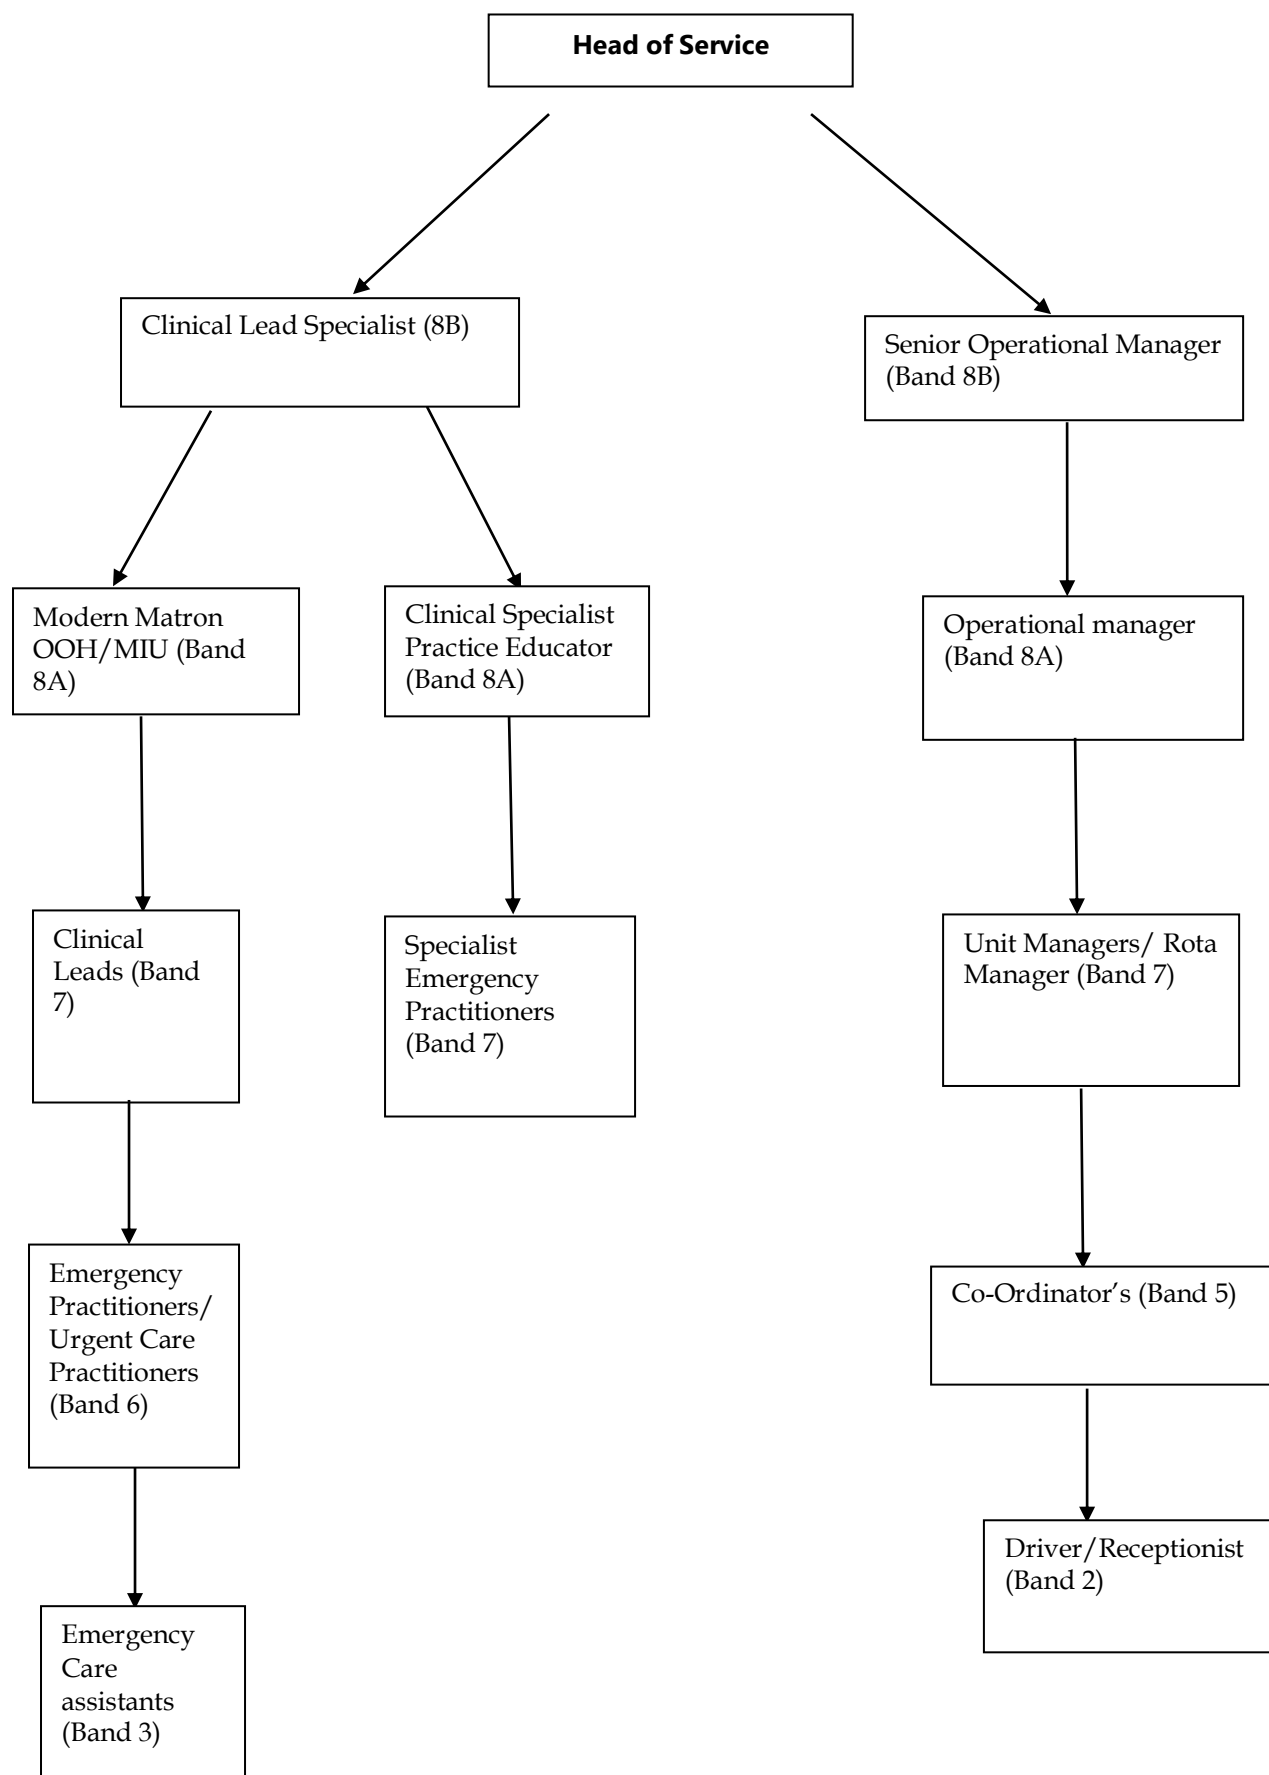 Head of Service
Clinical Lead Specialist (8B)
Senior Operational Manager
(Band 8B)
Modern Matron
OOH/MIU (Band
8A)
Clinical Specialist
Practice Educator
(Band 8A)
Operational manager
(Band 8A)
Clinical
Leads (Band
7)
Specialist
Emergency
Practitioners
(Band 7)
Unit Managers/ Rota
Manager (Band 7)
Emergency
Practitioners/
Urgent Care
Practitioners
(Band 6)
Co-Ordinator’s (Band 5)
Driver/Receptionist
(Band 2)
Emergency
Care
assistants
(Band 3)